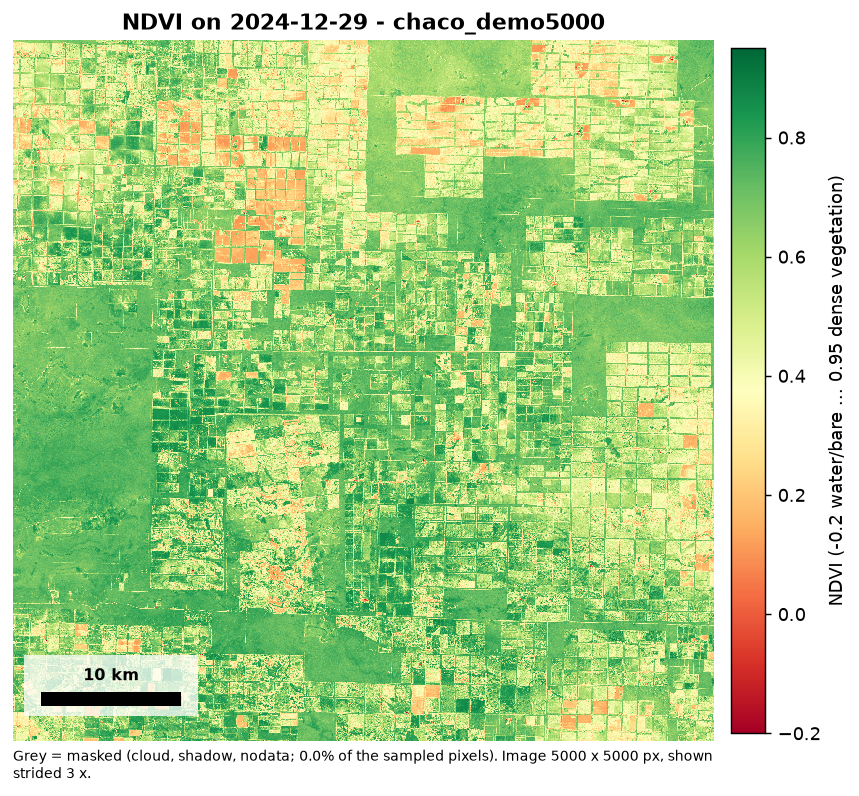 NDVI on 2024-12-29 - chaco_demo5000
0.8
0.6
0.4
0.2
0.0
−0.2
NDVI (-0.2 water/bare ... 0.95 dense vegetation)
10 km
Grey = masked (cloud, shadow, nodata; 0.0% of the sampled pixels). Image 5000 x 5000 px, shown
strided 3 x.